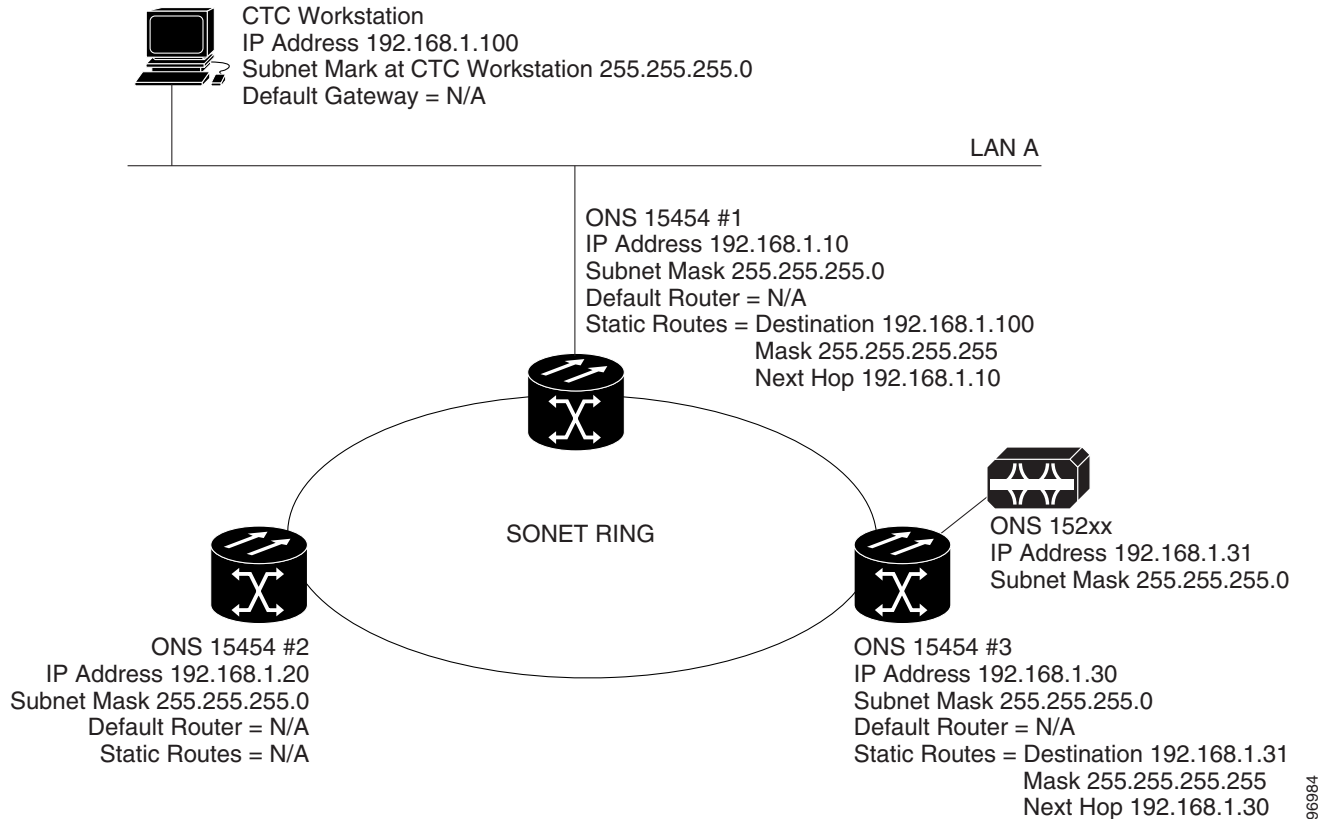 CTC Workstation
IP Address 192.168.1.100
Subnet Mark at CTC Workstation 255.255.255.0
Default Gateway = N/A
LAN A
ONS 15454 #1
IP Address 192.168.1.10
Subnet Mask 255.255.255.0
Default Router = N/A
Static Routes = Destination 192.168.1.100
Mask 255.255.255.255
Next Hop 192.168.1.10
SONET RING
ONS 152xx
IP Address 192.168.1.31
Subnet Mask 255.255.255.0
ONS 15454 #2
IP Address 192.168.1.20
Subnet Mask 255.255.255.0
Default Router = N/A
Static Routes = N/A
ONS 15454 #3
IP Address 192.168.1.30
Subnet Mask 255.255.255.0
Default Router = N/A
Static Routes = Destination 192.168.1.31
Mask 255.255.255.255
Next Hop 192.168.1.30
96984